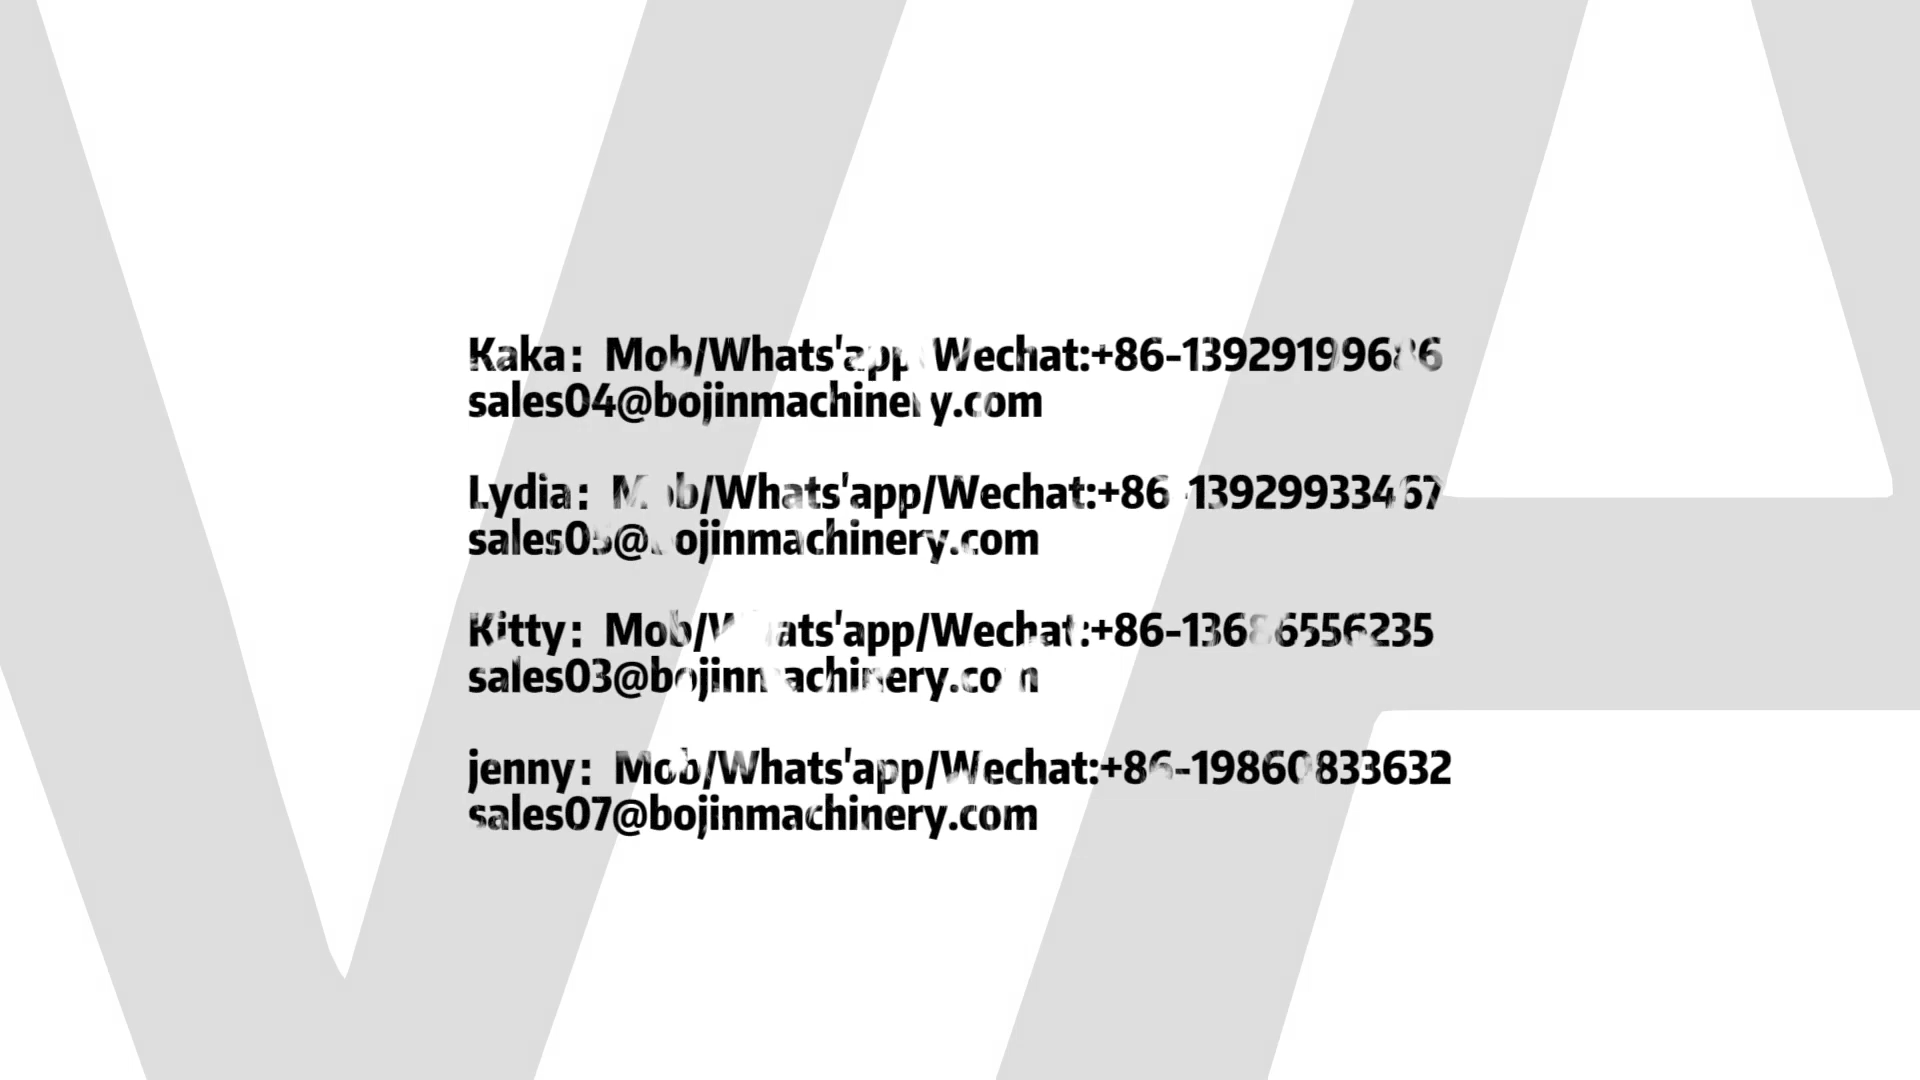 Kaka: Mob/Whats'app/Wechat:+86-13929199686
sales04@bojinmachinery.com
Lydia: Mob/Whats'app/Wechat:+86-13929933467
sales05@bojinmachinery.com
Kitty: Mob/Whats'app/Wechat:+86-13686556235
sales03@bojinmachinery.com
jenny: Mob/Whats'app/Wechat:+86-19860833632
sales07@bojinmachinery.com